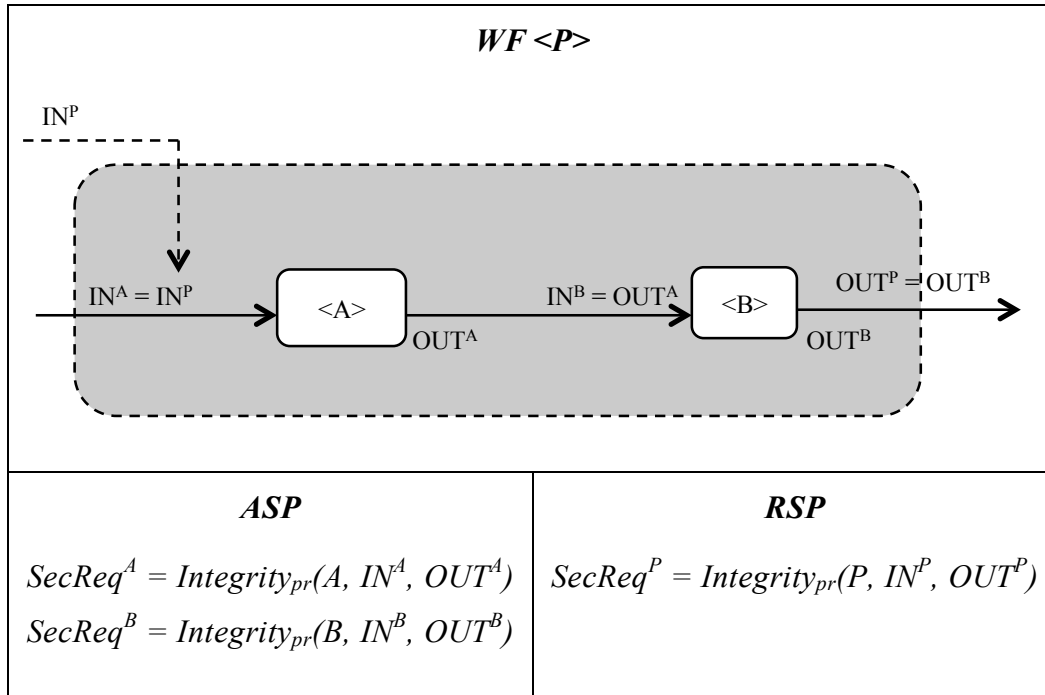 WF <P>
IN^P
IN^A = IN^P
<A>
OUT^A
IN^B = OUT^A
<B>
OUT^B
OUT^P = OUT^B
ASP
SecReq^A = Integrity_pr(A, IN^A, OUT^A)
SecReq^B = Integrity_pr(B, IN^B, OUT^B)
RSP
SecReq^P = Integrity_pr(P, IN^P, OUT^P)